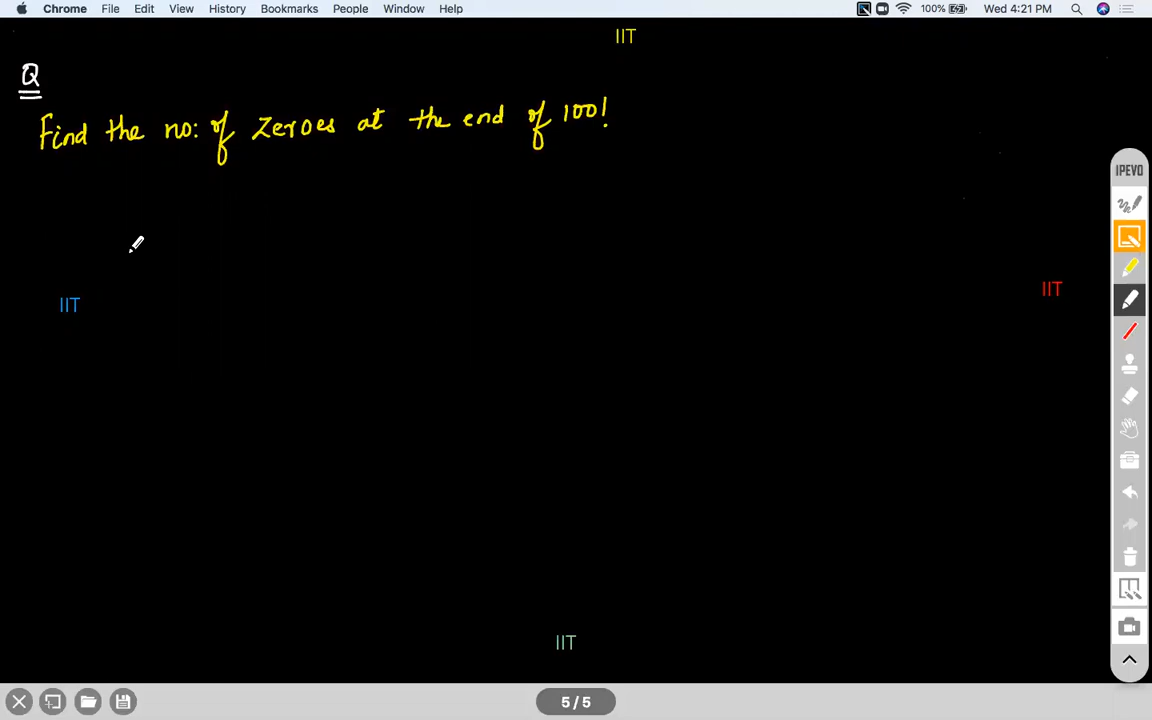 Chrome File Edit View History Bookmarks People Window Help 100% Wed 4:21 PM
IIT
Q
Find the no: of zeroes at the end of 100!
IPEVO
IIT
IIT
IIT
5 / 5